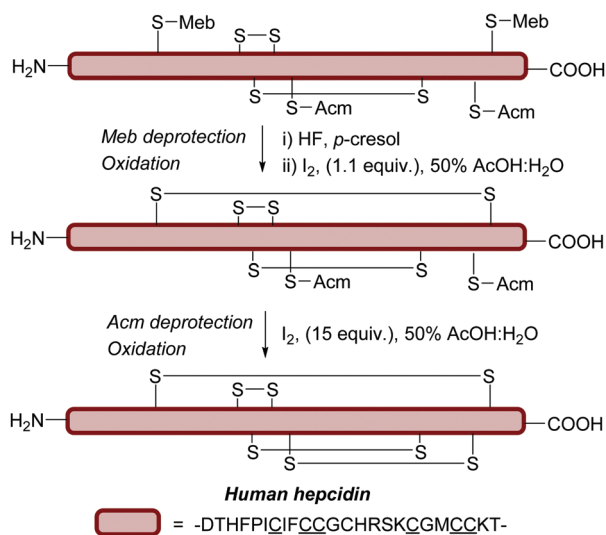 S–Meb S–S S–Meb
H₂N– –COOH
S S–Acm S S–Acm
Meb deprotection i) HF, p-cresol
Oxidation ii) I₂, (1.1 equiv.), 50% AcOH:H₂O
S S–S S
H₂N– –COOH
S S–Acm S S–Acm
Acm deprotection
Oxidation I₂, (15 equiv.), 50% AcOH:H₂O
S S–S S
H₂N– –COOH
S S S S
Human hepcidin
= -DTHFPICIFCCGCHRSKCGMCCKT-